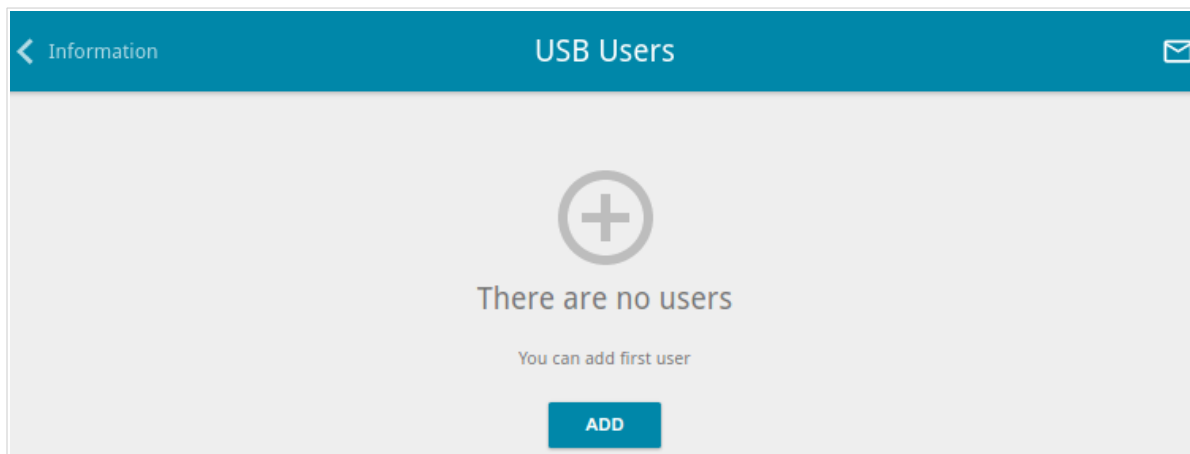 Information
USB Users
There are no users
You can add first user
ADD